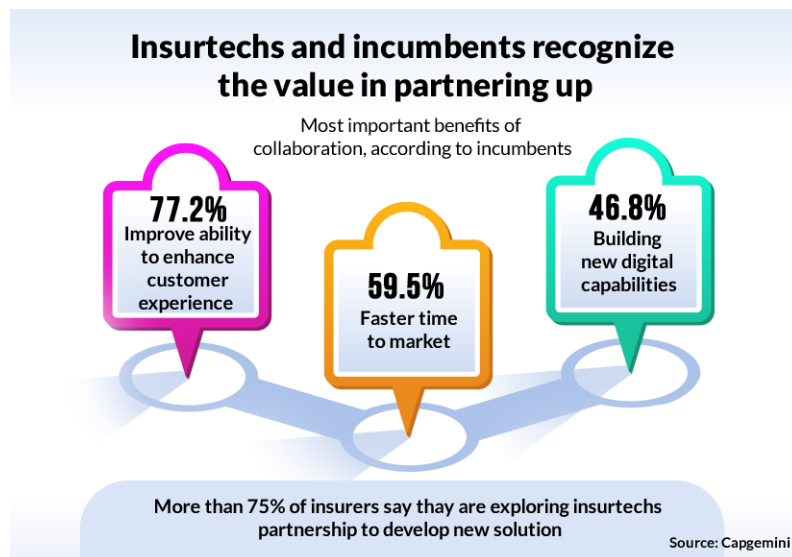 Insurtechs and incumbents recognize
the value in partnering up
Most important benefits of
collaboration, according to incumbents
77.2%
Improve ability
to enhance
customer
experience
59.5%
Faster time
to market
46.8%
Building
new digital
capabilities
More than 75% of insurers say thay are exploring insurtechs
partnership to develop new solution
Source: Capgemini